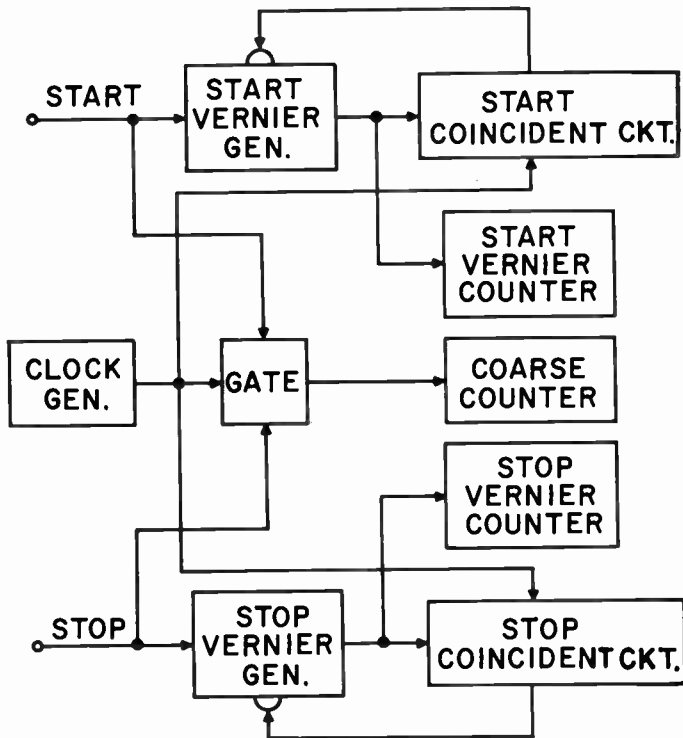 START
START
VERNIER
GEN.
START
COINCIDENT CKT.
START
VERNIER
COUNTER
CLOCK
GEN.
GATE
COARSE
COUNTER
STOP
VERNIER
COUNTER
STOP
STOP
VERNIER
GEN.
STOP
COINCIDENT CKT.